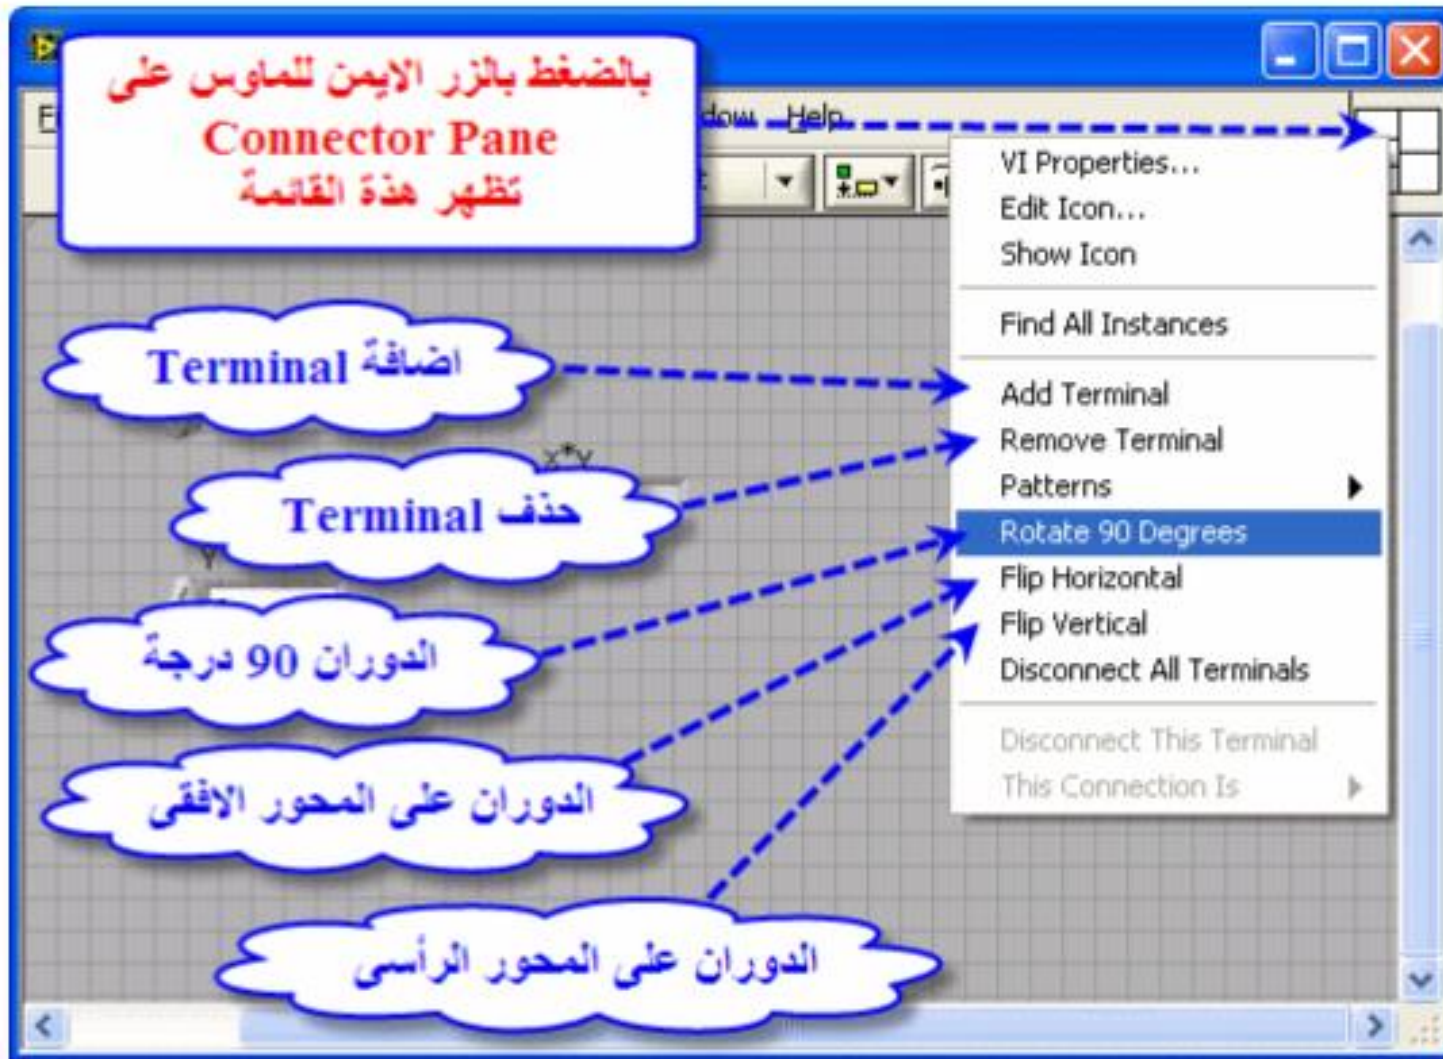 بالضغط بالزر الايمن للماوس على
Connector Pane
تظهر هذة القائمة
Help
VI Properties...
Edit Icon...
Show Icon
Find All Instances
Add Terminal
Remove Terminal
Patterns
Rotate 90 Degrees
Flip Horizontal
Flip Vertical
Disconnect All Terminals
Disconnect This Terminal
This Connection Is
اضافة Terminal
X*Y
حذف Terminal
Y
الدوران 90 درجة
الدوران على المحور الافقى
الدوران على المحور الرأسى